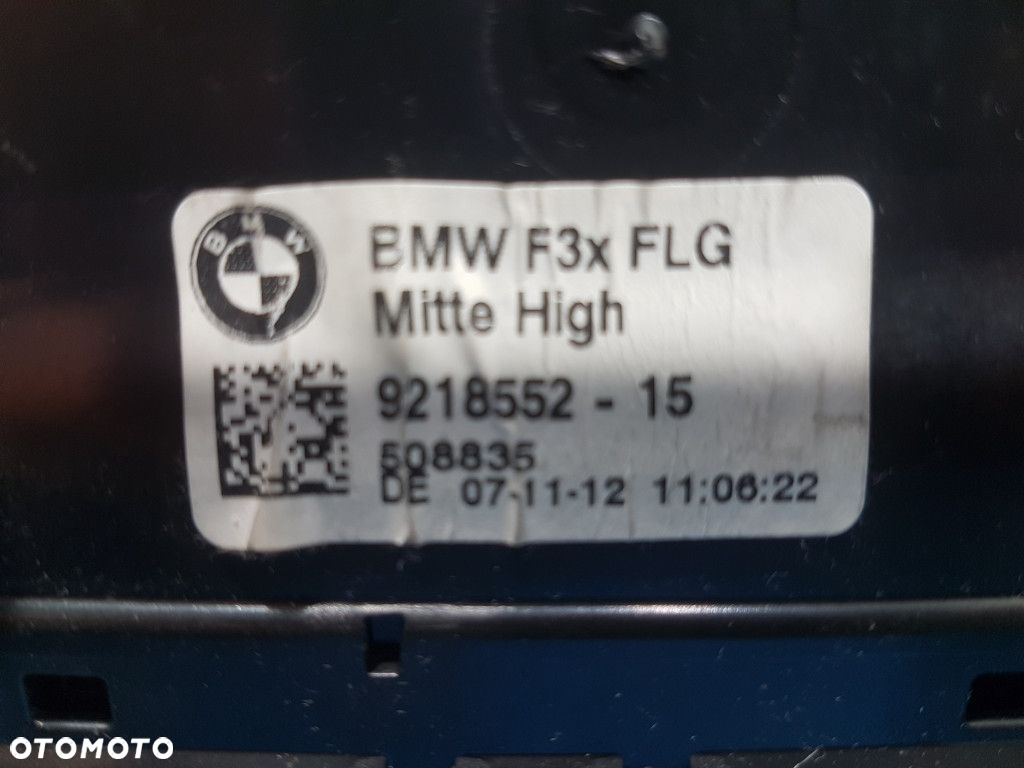 BMW
BMW F3x FLG
Mitte High
9218552 - 15
508835
DE 07-11-12 11:06:22
OTOMOTO